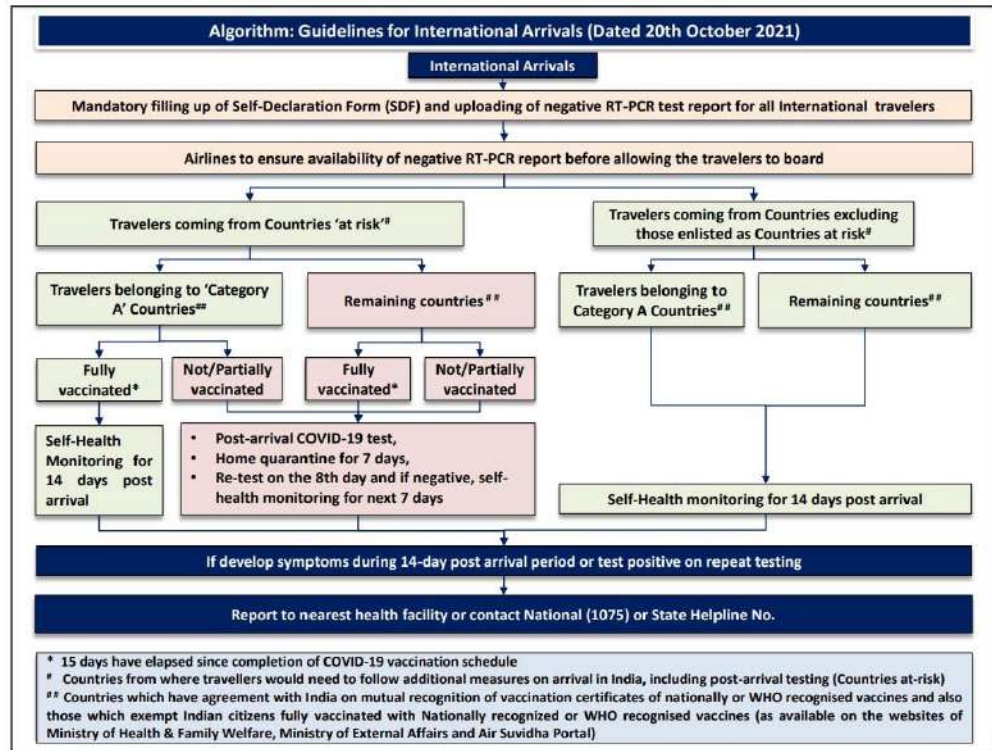 Algorithm: Guidelines for International Arrivals (Dated 20th October 2021)
International Arrivals
Mandatory filling up of Self-Declaration Form (SDF) and uploading of negative RT-PCR test report for all International travelers
Airlines to ensure availability of negative RT-PCR report before allowing the travelers to board
Travelers coming from Countries 'at risk'#
Travelers coming from Countries excluding
those enlisted as Countries at risk#
Travelers belonging to 'Category
A' Countries##
Remaining countries##
Travelers belonging to
Category A Countries##
Remaining countries##
Fully
vaccinated*
Not/Partially
vaccinated
Fully
vaccinated*
Not/Partially
vaccinated
Self-Health
Monitoring for
14 days post
arrival
• Post-arrival COVID-19 test,
• Home quarantine for 7 days,
• Re-test on the 8th day and if negative, self-
health monitoring for next 7 days
Self-Health monitoring for 14 days post arrival
If develop symptoms during 14-day post arrival period or test positive on repeat testing
Report to nearest health facility or contact National (1075) or State Helpline No.
* 15 days have elapsed since completion of COVID-19 vaccination schedule
# Countries from where travellers would need to follow additional measures on arrival in India, including post-arrival testing (Countries at-risk)
## Countries which have agreement with India on mutual recognition of vaccination certificates of nationally or WHO recognised vaccines and also
those which exempt Indian citizens fully vaccinated with Nationally recognized or WHO recognised vaccines (as available on the websites of
Ministry of Health & Family Welfare, Ministry of External Affairs and Air Suvidha Portal)